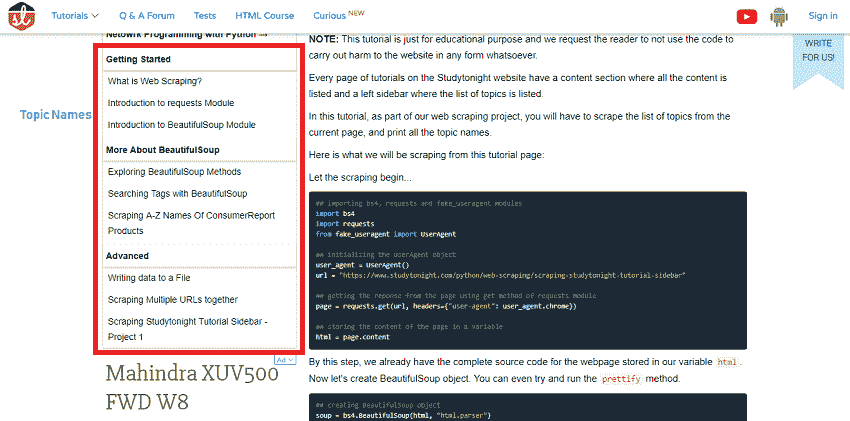 Tutorials
Q & A Forum
Tests
HTML Course
Curious NEW
Sign in
Network Programming with Python
Getting Started
What is Web Scraping?
Introduction to requests Module
Introduction to BeautifulSoup Module
More About BeautifulSoup
Exploring BeautifulSoup Methods
Searching Tags with BeautifulSoup
Scraping A-Z Names Of ConsumerReport
Products
Advanced
Writing data to a File
Scraping Multiple URLs together
Scraping Studytonight Tutorial Sidebar -
Project 1
Topic Names
Ad
Mahindra XUV500
FWD W8
NOTE: This tutorial is just for educational purpose and we request the reader to not use the code to
carry out harm to the website in any form whatsoever.
Every page of tutorials on the Studytonight website have a content section where all the content is
listed and a left sidebar where the list of topics is listed.
In this tutorial, as part of our web scraping project, you will have to scrape the list of topics from the
current page, and print all the topic names.
Here is what we will be scraping from this tutorial page:
Let the scraping begin...
## importing bs4, requests and fake_useragent modules
import bs4
import requests
from fake_useragent import UserAgent
## initializing the UserAgent object
user_agent = UserAgent()
url = "https://www.studytonight.com/python/web-scraping/scraping-studytonight-tutorial-sidebar"
## getting the reponse from the page using get method of requests module
page = requests.get(url, headers={"user-agent": user_agent.chrome})
## storing the content of the page in a variable
html = page.content
By this step, we already have the complete source code for the webpage stored in our variable html.
Now let's create BeautifulSoup object. You can even try and run the prettify method.
## creating BeautifulSoup object
soup = bs4.BeautifulSoup(html, "html.parser")
WRITE
FOR US!